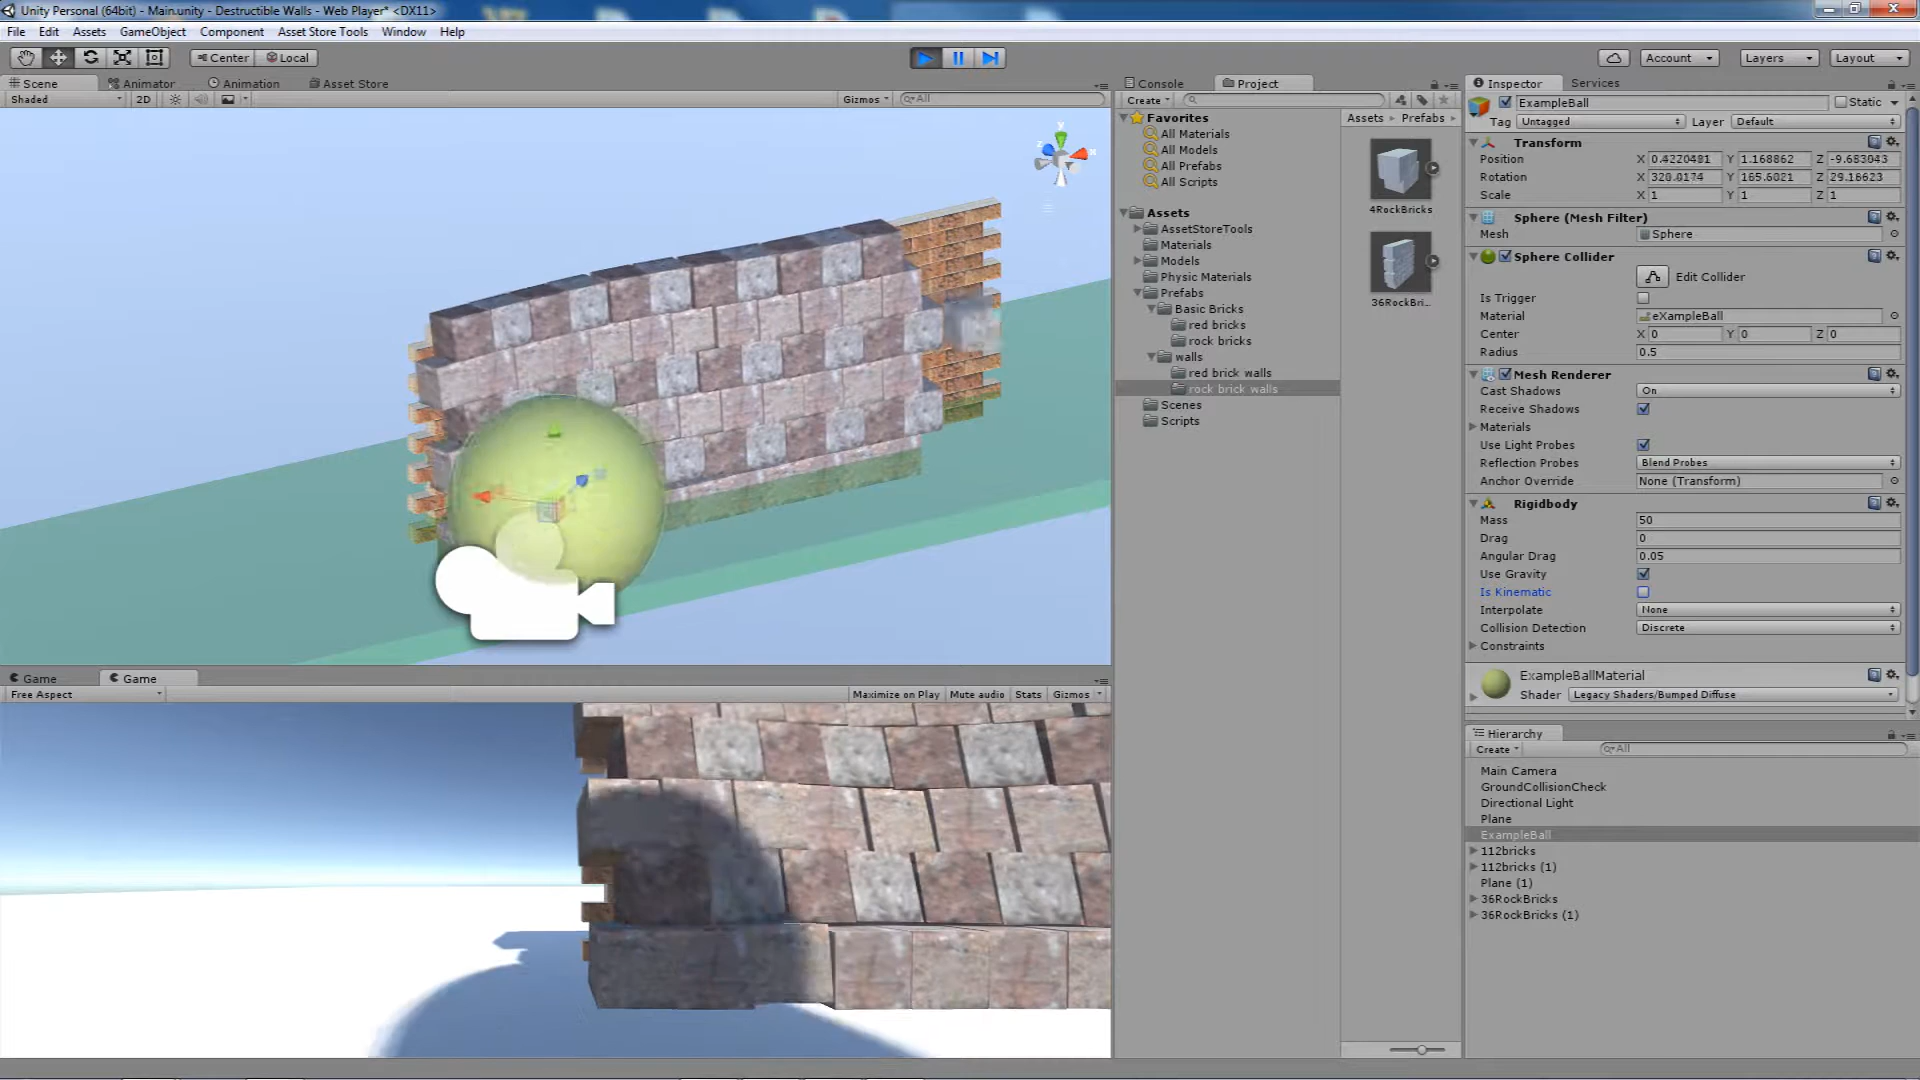 Unity Personal (64bit) - Main.unity - Destructible Walls - Web Player* <DX11>
File Edit Assets GameObject Component Asset Store Tools Window Help
Center Local Account Layers Layout
Scene Animator Animation Asset Store
Shaded 2D Gizmos All
y
z x
Game Game
Free Aspect Maximize on Play Mute audio Stats Gizmos
Console Project
Create
Favorites
All Materials
All Models
All Prefabs
All Scripts
Assets
AssetStoreTools
Materials
Models
Physic Materials
Prefabs
Basic Bricks
red bricks
rock bricks
walls
red brick walls
rock brick walls
Scenes
Scripts
Assets Prefabs
4RockBricks
36RockBri...
Inspector Services
ExampleBall Static
Tag Untagged Layer Default
Transform
Position X 0.4220481 Y 1.168862 Z -9.683043
Rotation X 320.0174 Y 165.6021 Z 29.16623
Scale X 1 Y 1 Z 1
Sphere (Mesh Filter)
Mesh Sphere
Sphere Collider
Edit Collider
Is Trigger
Material eXampleBall
Center X 0 Y 0 Z 0
Radius 0.5
Mesh Renderer
Cast Shadows On
Receive Shadows
Materials
Use Light Probes
Reflection Probes Blend Probes
Anchor Override None (Transform)
Rigidbody
Mass 50
Drag 0
Angular Drag 0.05
Use Gravity
Is Kinematic
Interpolate None
Collision Detection Discrete
Constraints
ExampleBallMaterial
Shader Legacy Shaders/Bumped Diffuse
Hierarchy
Create All
Main Camera
GroundCollisionCheck
Directional Light
Plane
ExampleBall
112bricks
112bricks (1)
Plane (1)
36RockBricks
36RockBricks (1)